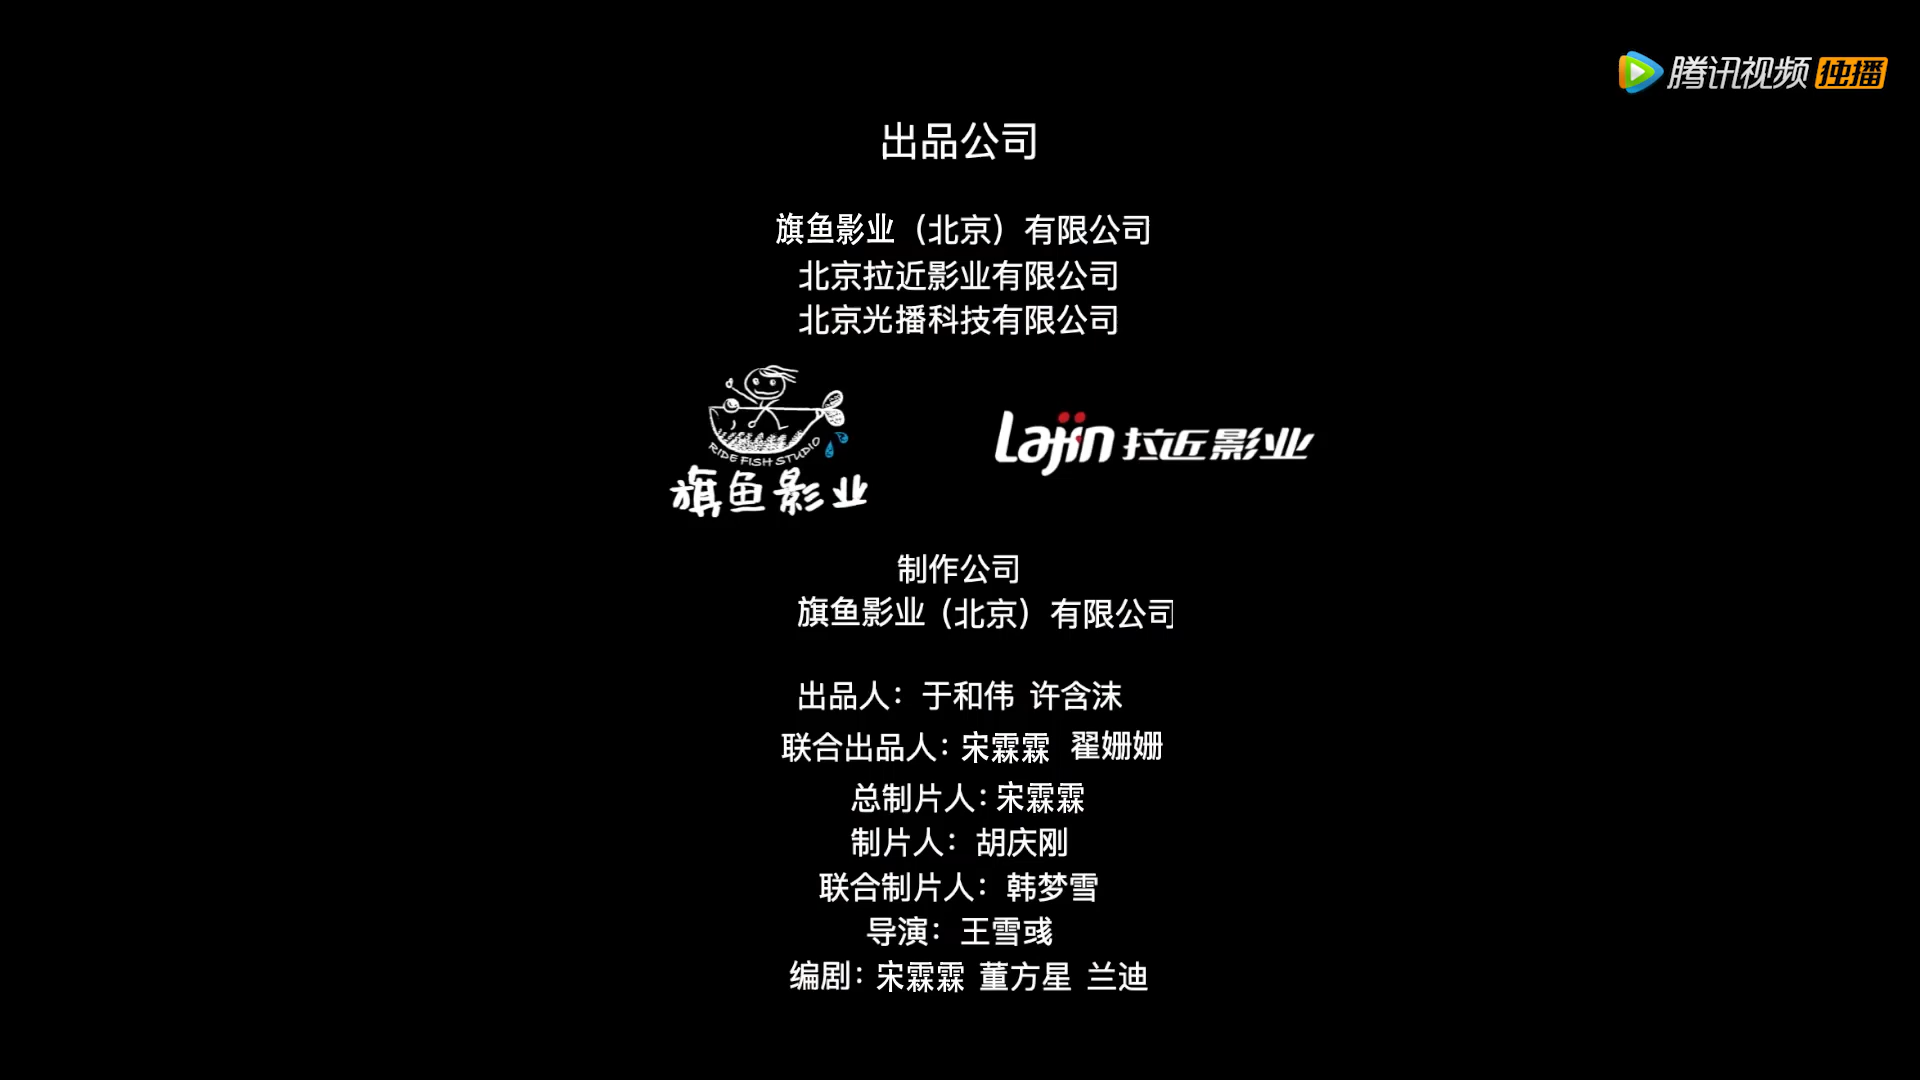 腾讯视频 独播
出品公司
旗鱼影业（北京）有限公司
北京拉近影业有限公司
北京光播科技有限公司
RIDE FISH STUDIO
旗鱼影业
Lajin 拉近影业
制作公司
旗鱼影业（北京）有限公司
出品人：于和伟 许含沫
联合出品人：宋霖霖 翟姗姗
总制片人：宋霖霖
制片人：胡庆刚
联合制片人：韩梦雪
导演：王雪彧
编剧：宋霖霖 董方星 兰迪